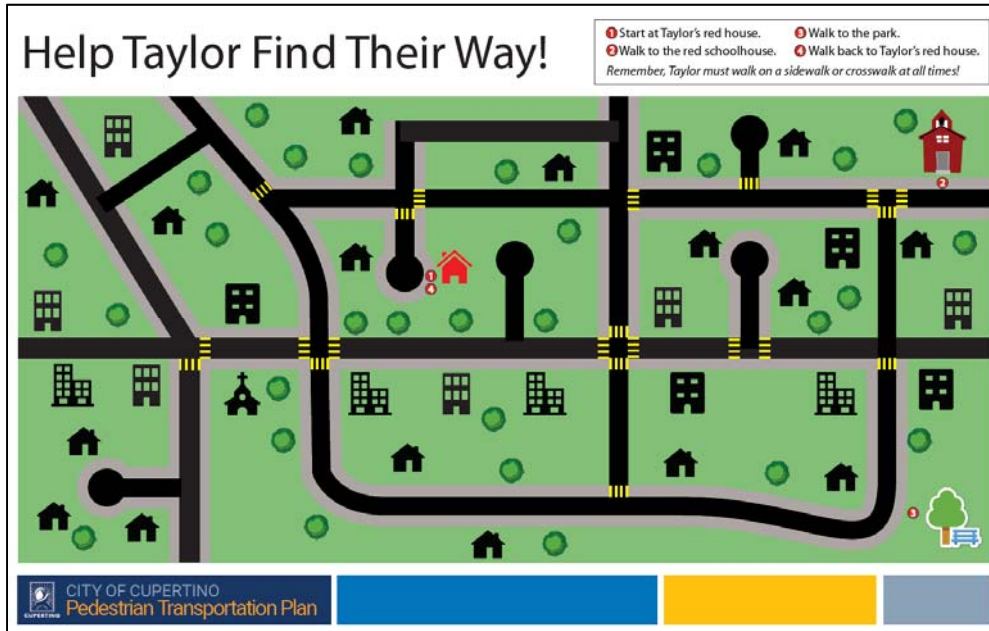 Help Taylor Find Their Way!
1 Start at Taylor's red house.
2 Walk to the red schoolhouse.
3 Walk to the park.
4 Walk back to Taylor's red house.
Remember, Taylor must walk on a sidewalk or crosswalk at all times!
2
1
4
3
CUPERTINO
CITY OF CUPERTINO
Pedestrian Transportation Plan